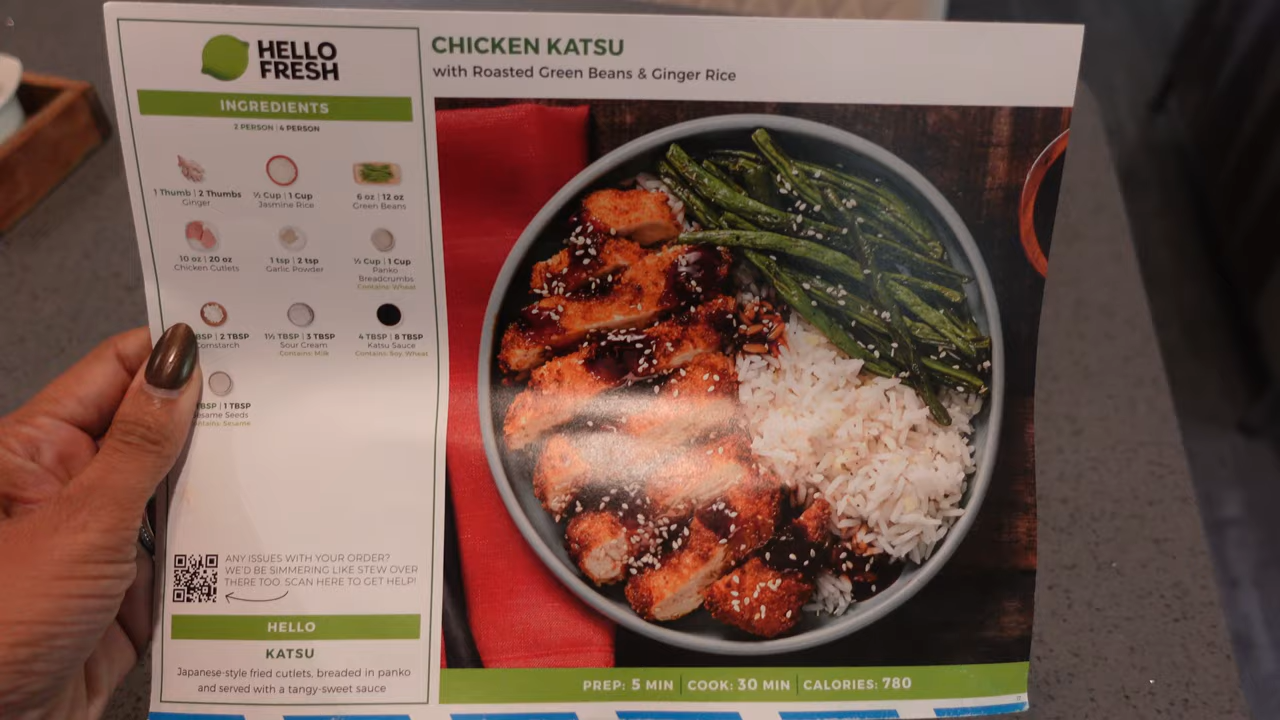 HELLO
FRESH
CHICKEN KATSU
with Roasted Green Beans & Ginger Rice
INGREDIENTS
2 PERSON | 4 PERSON
1 Thumb | 2 Thumbs
Ginger
½ Cup | 1 Cup
Jasmine Rice
6 oz | 12 oz
Green Beans
10 oz | 20 oz
Chicken Cutlets
1 tsp | 2 tsp
Garlic Powder
½ Cup | 1 Cup
Panko
Breadcrumbs
Contains: Wheat
BSP | 2 TBSP
Cornstarch
1½ TBSP | 3 TBSP
Sour Cream
Contains: Milk
4 TBSP | 8 TBSP
Katsu Sauce
Contains: Soy, Wheat
BSP | 1 TBSP
esame Seeds
ntains: Sesame
ANY ISSUES WITH YOUR ORDER?
WE'D BE SIMMERING LIKE STEW OVER
THERE TOO. SCAN HERE TO GET HELP!
HELLO
KATSU
Japanese-style fried cutlets, breaded in panko
and served with a tangy-sweet sauce
PREP: 5 MIN | COOK: 30 MIN | CALORIES: 780